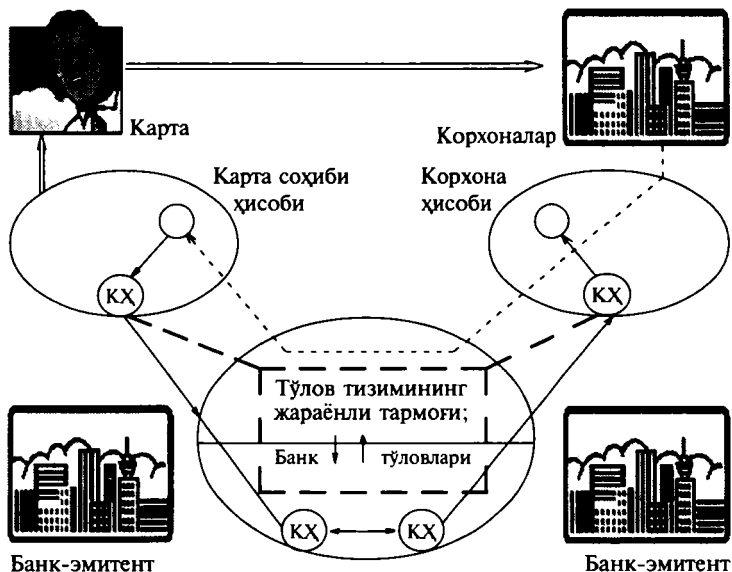 Карта
Корхоналар
Карта соҳиби
ҳисоби
Корхона
ҳисоби
КҲ
КҲ
Тўлов тизимининг
жараёнли тармоғи;
Банк тўловлари
КҲ
КҲ
Банк-эмитент
Банк-эмитент